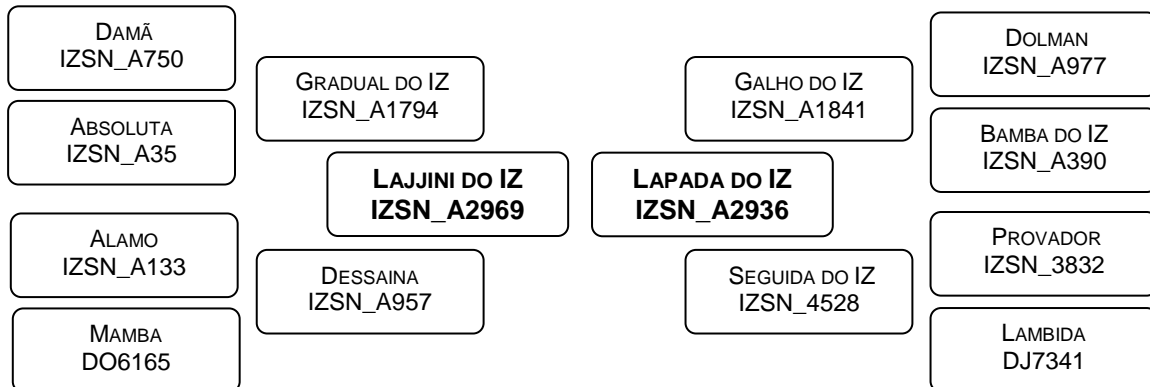 DAMÃ
IZSN_A750
ABSOLUTA
IZSN_A35
ALAMO
IZSN_A133
MAMBA
DO6165
GRADUAL DO IZ
IZSN_A1794
DESSAINA
IZSN_A957
LAJJINI DO IZ
IZSN_A2969
LAPADA DO IZ
IZSN_A2936
GALHO DO IZ
IZSN_A1841
SEGUIDA DO IZ
IZSN_4528
DOLMAN
IZSN_A977
BAMBA DO IZ
IZSN_A390
PROVADOR
IZSN_3832
LAMBIDA
DJ7341